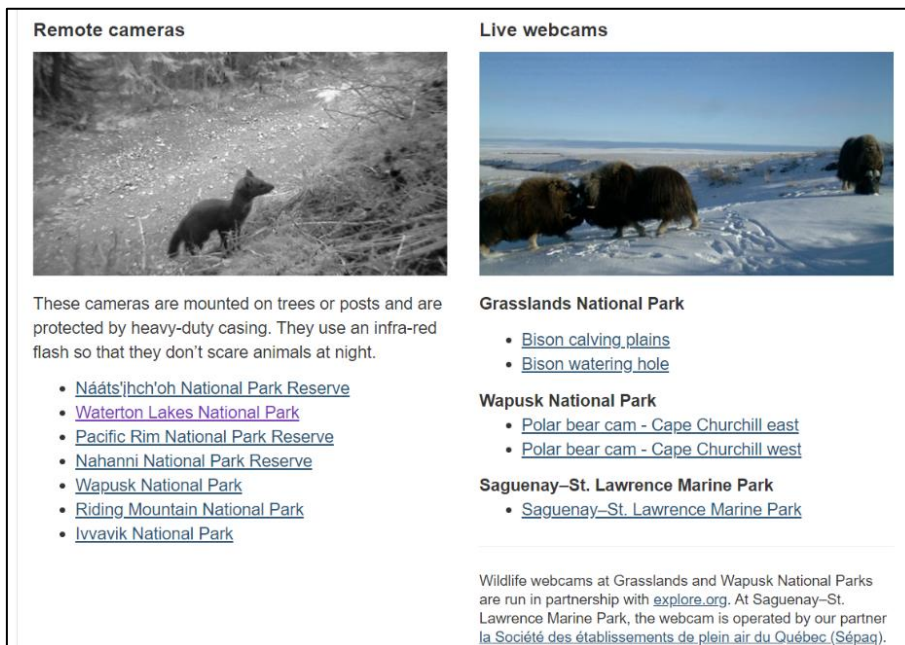 Remote cameras
These cameras are mounted on trees or posts and are
protected by heavy-duty casing. They use an infra-red
flash so that they don't scare animals at night.
• Nááts'įhch'oh National Park Reserve
• Waterton Lakes National Park
• Pacific Rim National Park Reserve
• Nahanni National Park Reserve
• Wapusk National Park
• Riding Mountain National Park
• Ivvavik National Park
Live webcams
Grasslands National Park
• Bison calving plains
• Bison watering hole
Wapusk National Park
• Polar bear cam - Cape Churchill east
• Polar bear cam - Cape Churchill west
Saguenay–St. Lawrence Marine Park
• Saguenay–St. Lawrence Marine Park
Wildlife webcams at Grasslands and Wapusk National Parks
are run in partnership with explore.org. At Saguenay–St.
Lawrence Marine Park, the webcam is operated by our partner
la Société des établissements de plein air du Québec (Sépaq).